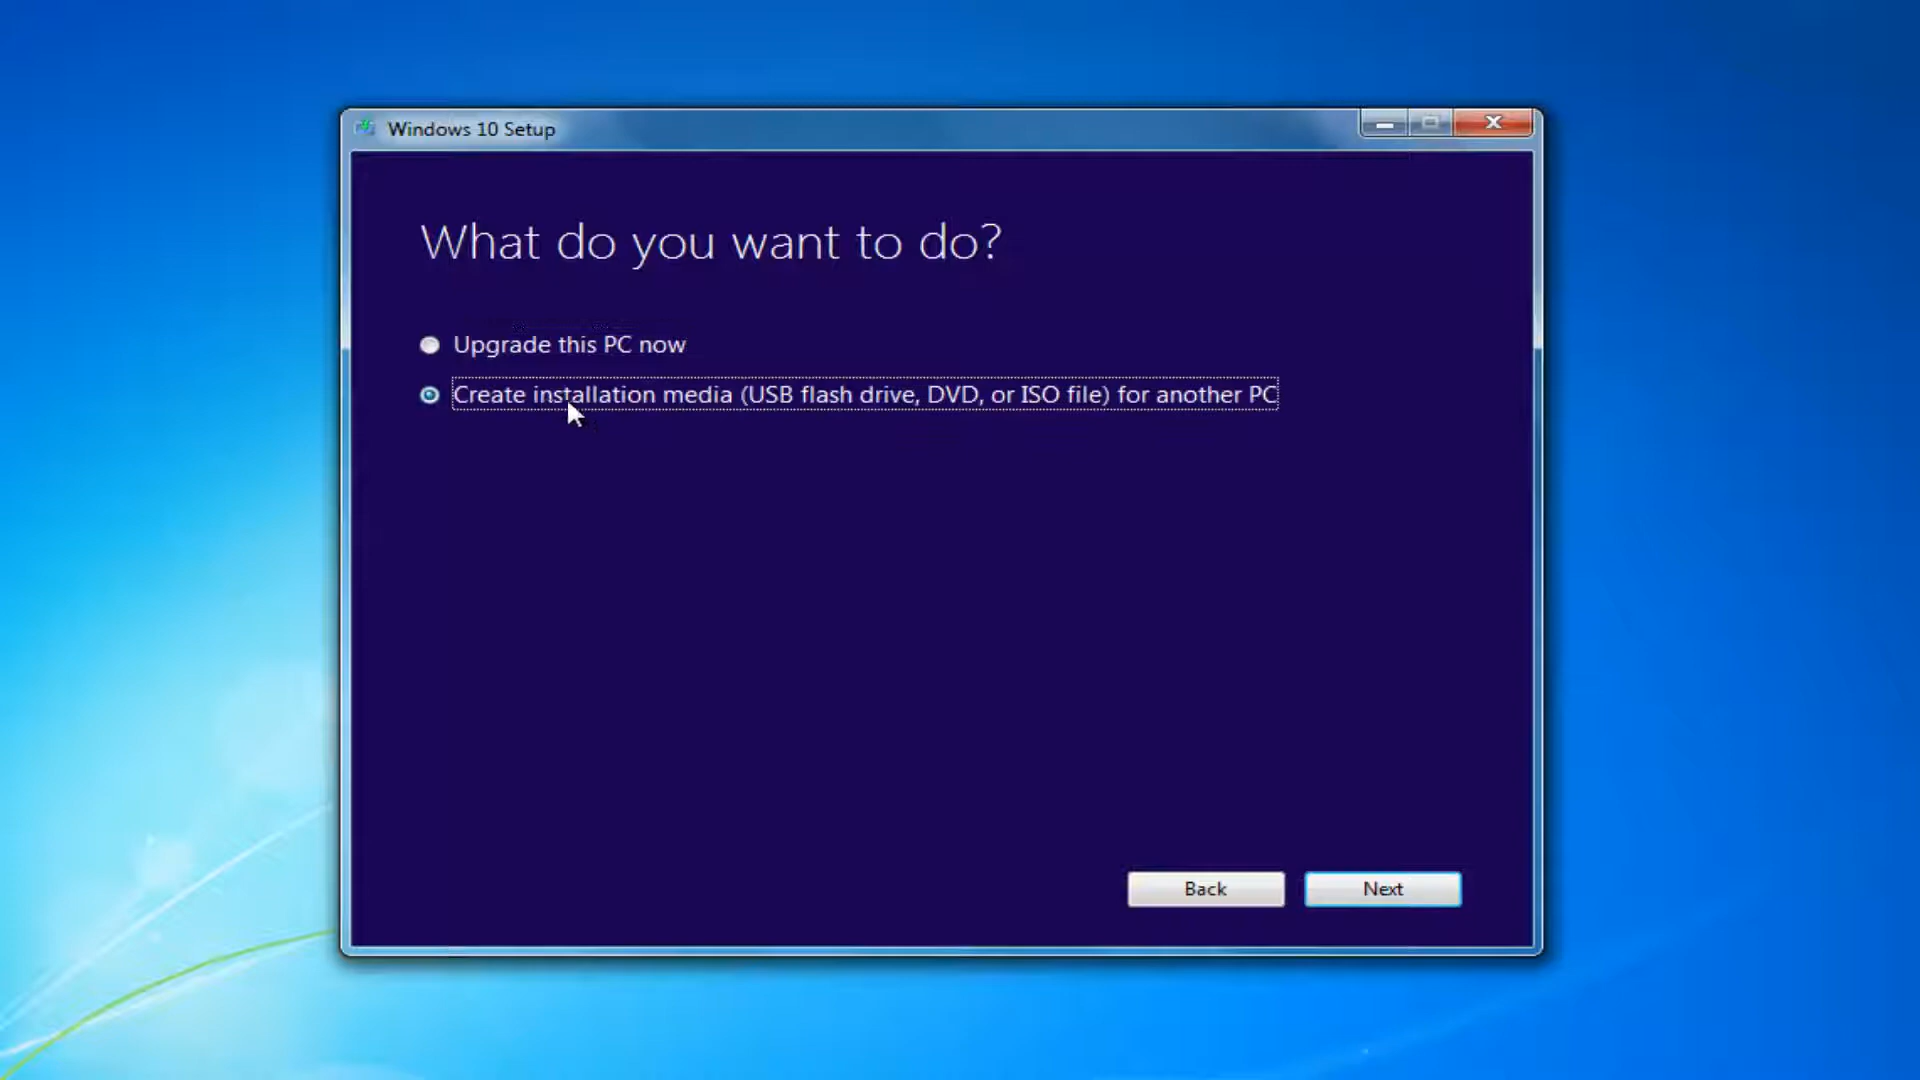 Windows 10 Setup
What do you want to do?
Upgrade this PC now
Create installation media (USB flash drive, DVD, or ISO file) for another PC
Back
Next